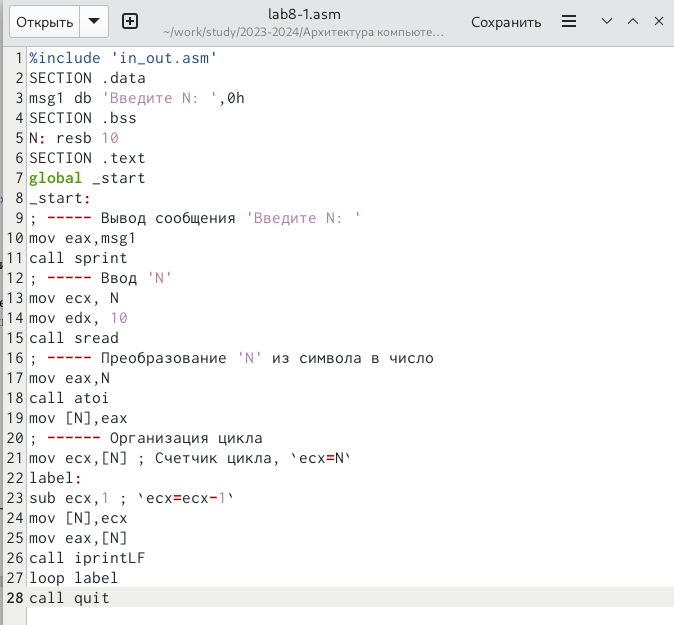 Открыть
lab8-1.asm
~/work/study/2023-2024/Архитектура компьюте...
Сохранить
1 %include 'in_out.asm'
2 SECTION .data
3 msg1 db 'Введите N: ',0h
4 SECTION .bss
5 N: resb 10
6 SECTION .text
7 global _start
8 _start:
9 ; ----- Вывод сообщения 'Введите N: '
10 mov eax,msg1
11 call sprint
12 ; ----- Ввод 'N'
13 mov ecx, N
14 mov edx, 10
15 call sread
16 ; ----- Преобразование 'N' из символа в число
17 mov eax,N
18 call atoi
19 mov [N],eax
20 ; ------ Организация цикла
21 mov ecx,[N] ; Счетчик цикла, `ecx=N`
22 label:
23 sub ecx,1 ; `ecx=ecx-1`
24 mov [N],ecx
25 mov eax,[N]
26 call iprintLF
27 loop label
28 call quit